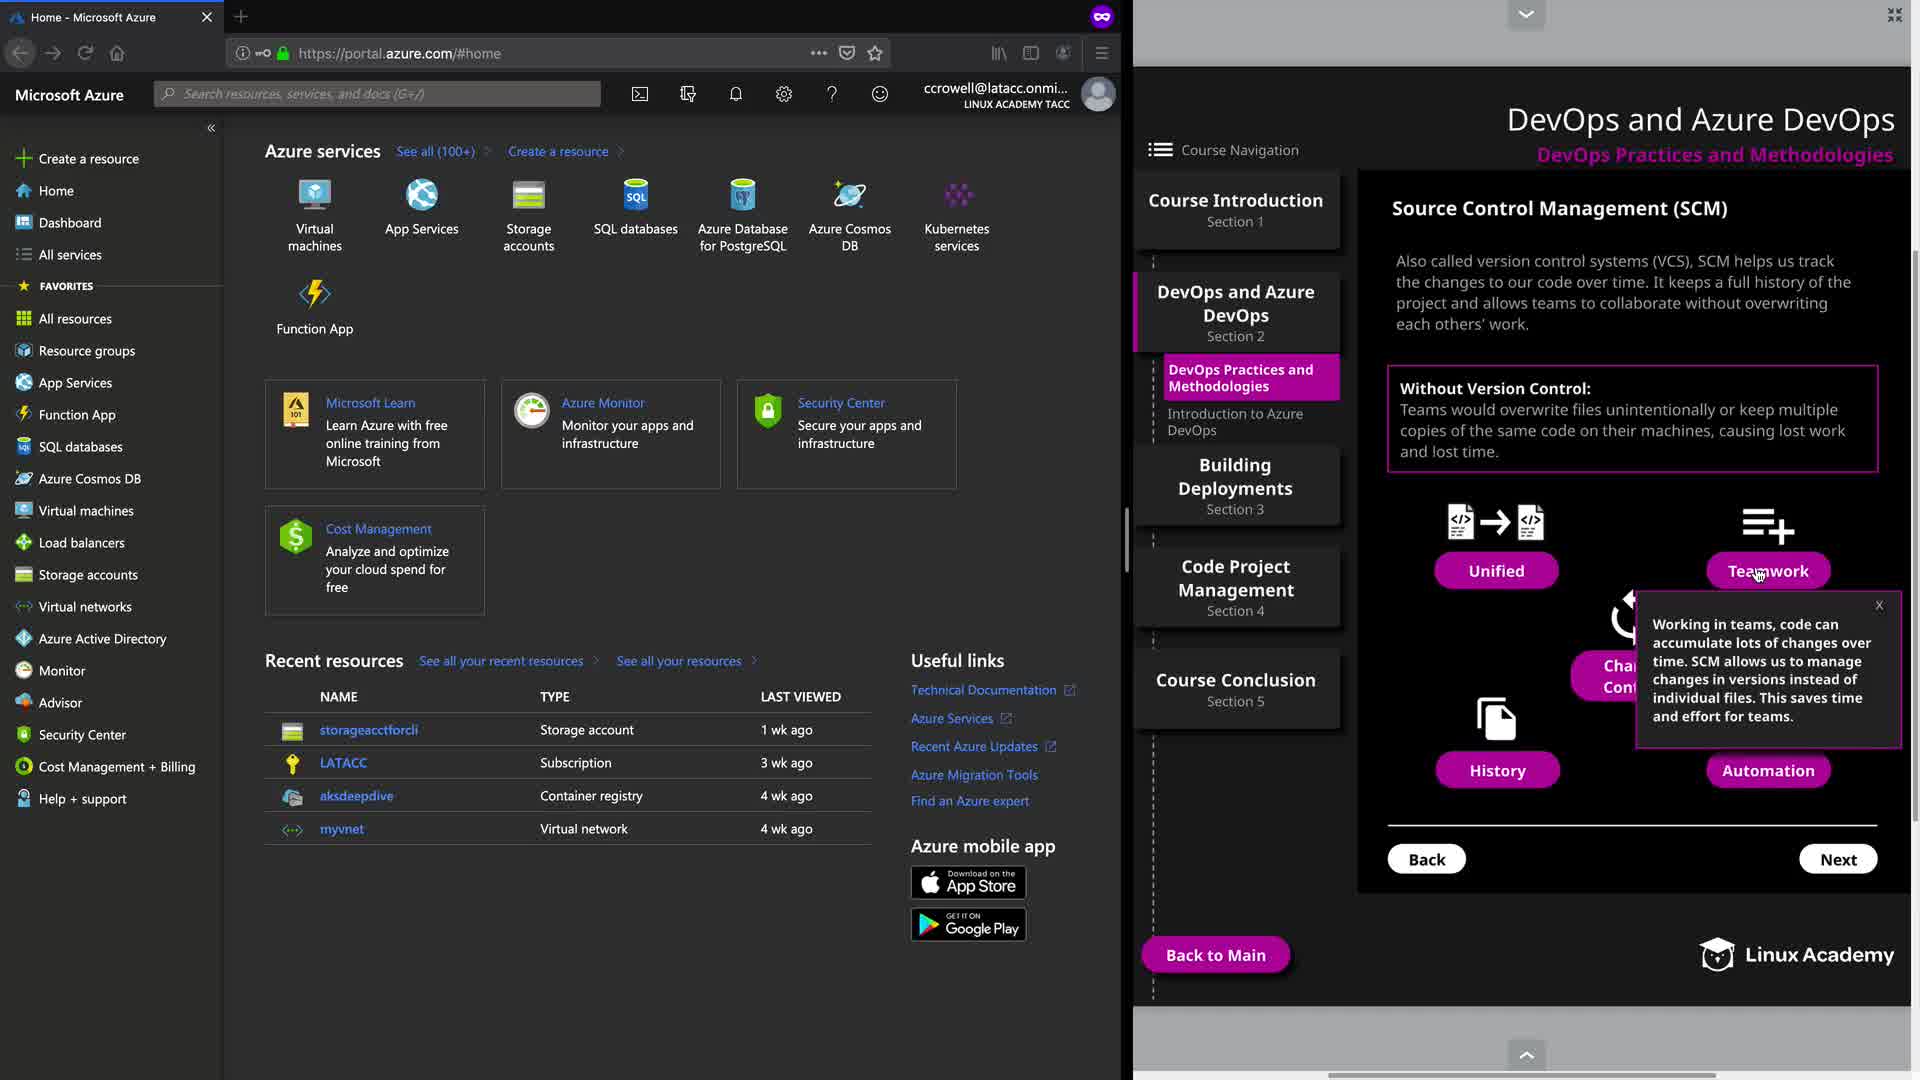 Home - Microsoft Azure
https://portal.azure.com/#home
Microsoft Azure
Search resources, services, and docs (G+/)
ccrowell@latacc.onmi...
LINUX ACADEMY TACC
Create a resource
Home
Dashboard
All services
FAVORITES
All resources
Resource groups
App Services
Function App
SQL databases
Azure Cosmos DB
Virtual machines
Load balancers
Storage accounts
Virtual networks
Azure Active Directory
Monitor
Advisor
Security Center
Cost Management + Billing
Help + support
Azure services
See all (100+)
Create a resource
Virtual
machines
App Services
Storage
accounts
SQL
SQL databases
Azure Database
for PostgreSQL
Azure Cosmos
DB
Kubernetes
services
Function App
101
Microsoft Learn
Learn Azure with free
online training from
Microsoft
Azure Monitor
Monitor your apps and
infrastructure
Security Center
Secure your apps and
infrastructure
Cost Management
Analyze and optimize
your cloud spend for
free
Recent resources
See all your recent resources
See all your resources
NAME TYPE LAST VIEWED
storageacctforcli Storage account 1 wk ago
LATACC Subscription 3 wk ago
aksdeepdive Container registry 4 wk ago
myvnet Virtual network 4 wk ago
Useful links
Technical Documentation
Azure Services
Recent Azure Updates
Azure Migration Tools
Find an Azure expert
Azure mobile app
Download on the
App Store
GET IT ON
Google Play
DevOps and Azure DevOps
DevOps Practices and Methodologies
Course Navigation
Course Introduction
Section 1
DevOps and Azure
DevOps
Section 2
DevOps Practices and
Methodologies
Introduction to Azure
DevOps
Building
Deployments
Section 3
Code Project
Management
Section 4
Course Conclusion
Section 5
Back to Main
Source Control Management (SCM)
Also called version control systems (VCS), SCM helps us track
the changes to our code over time. It keeps a full history of the
project and allows teams to collaborate without overwriting
each others' work.
Without Version Control:
Teams would overwrite files unintentionally or keep multiple
copies of the same code on their machines, causing lost work
and lost time.
Unified
Teamwork
X
Working in teams, code can
accumulate lots of changes over
time. SCM allows us to manage
changes in versions instead of
individual files. This saves time
and effort for teams.
Cha
Cont
History
Automation
Back
Next
Linux Academy